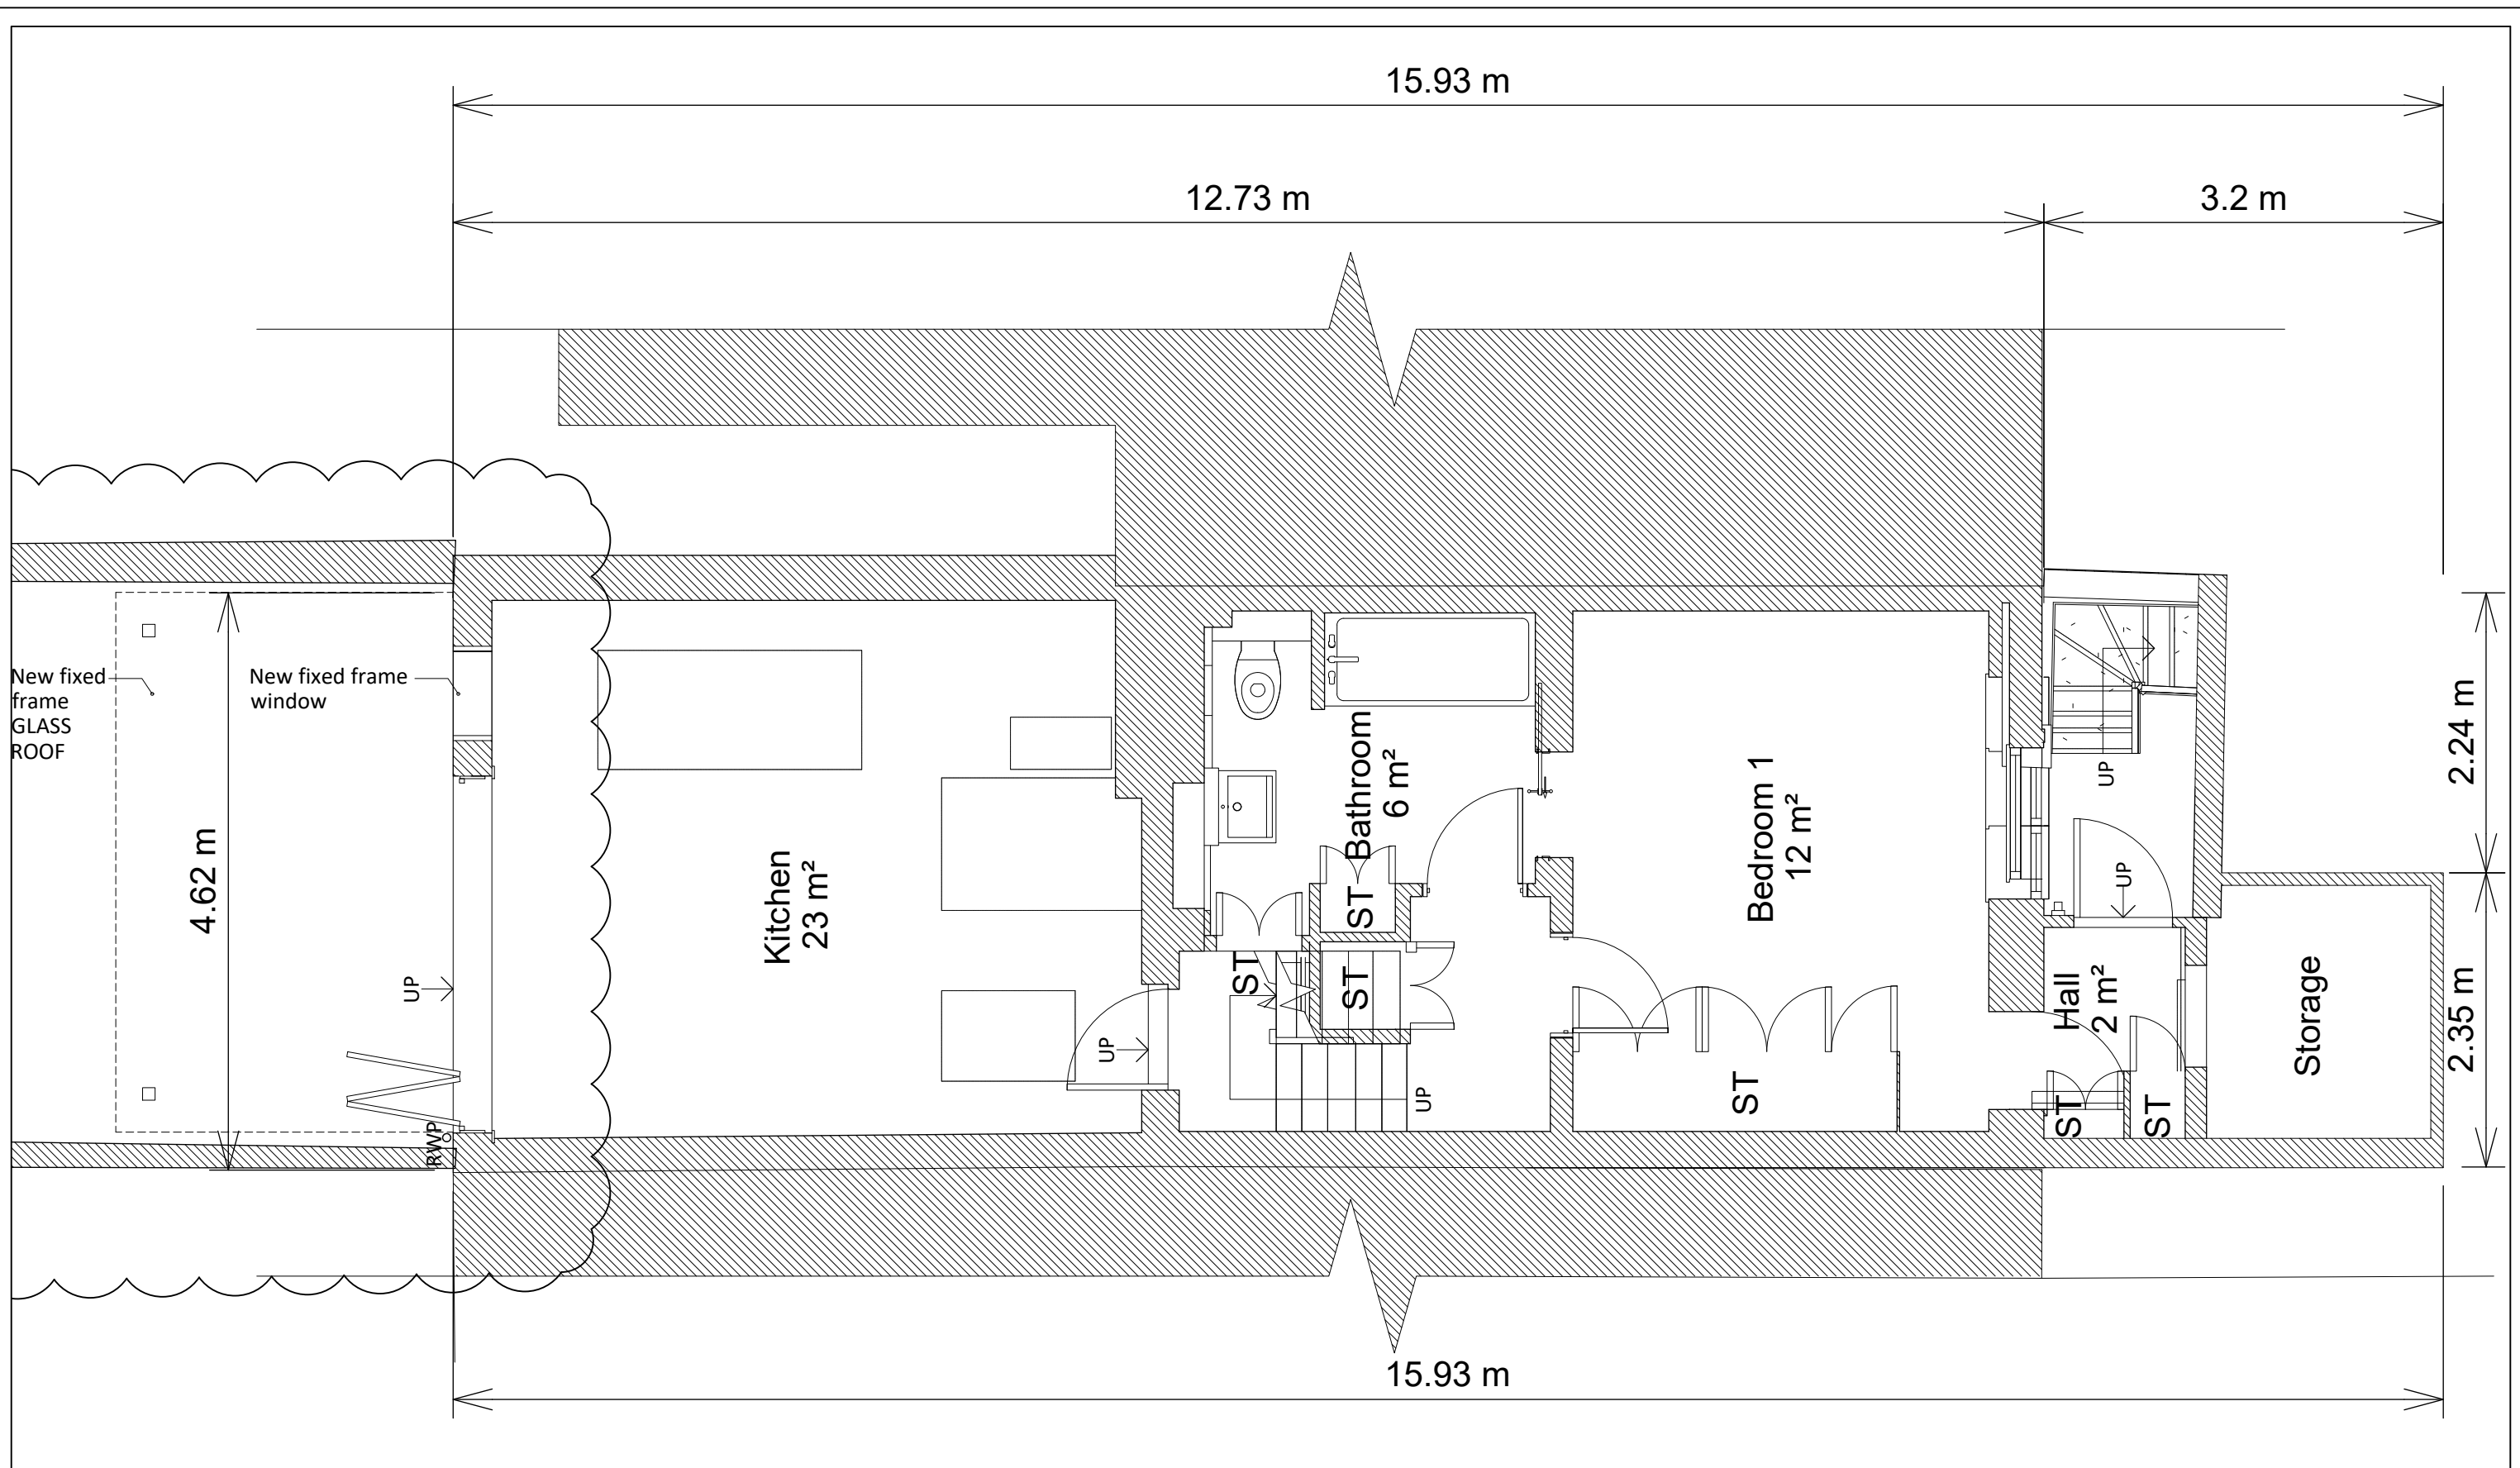 15.93 m
12.73 m
3.2 m
New fixed
frame
GLASS
ROOF
New fixed frame
window
4.62 m
UP
RWP
Kitchen
23 m²
UP
Bathroom
6 m²
ST
ST
ST
UP
Bedroom 1
12 m²
ST
UP
UP
Hall
2 m²
ST
ST
Storage
2.24 m
2.35 m
15.93 m